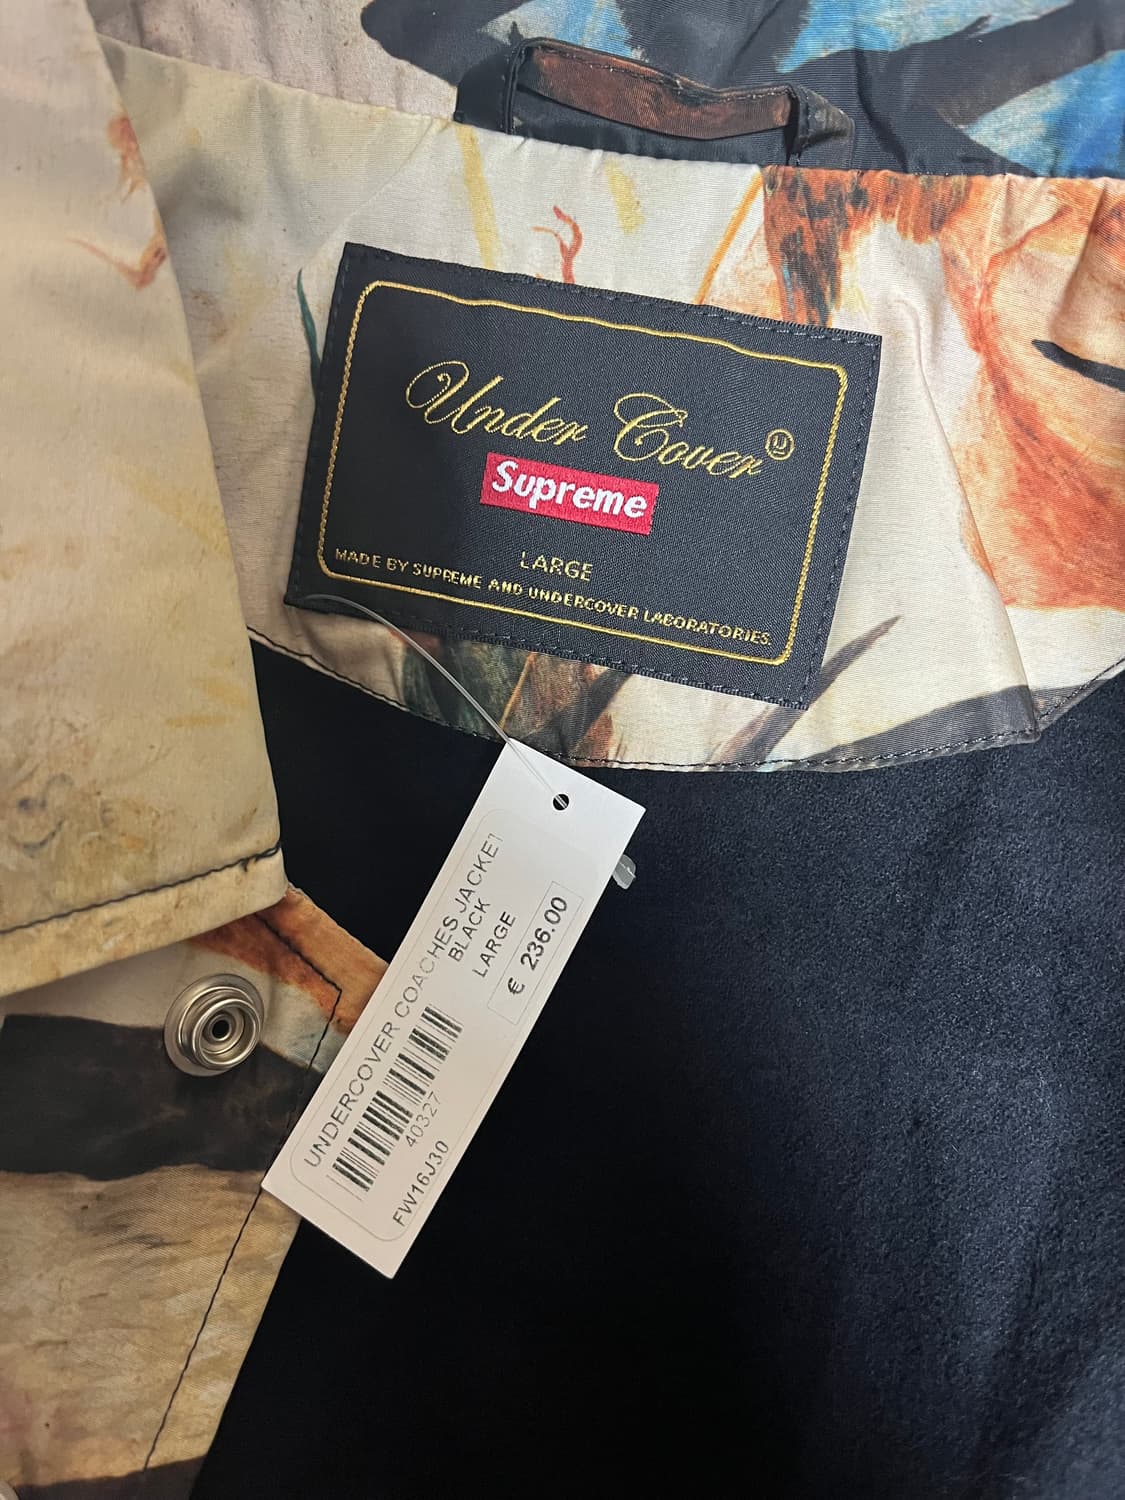 Under Cover
Supreme
LARGE
MADE BY SUPREME AND UNDERCOVER LABORATORIES
UNDERCOVER COACHES JACKET
BLACK
LARGE
€ 236.00
40327
FW16J30